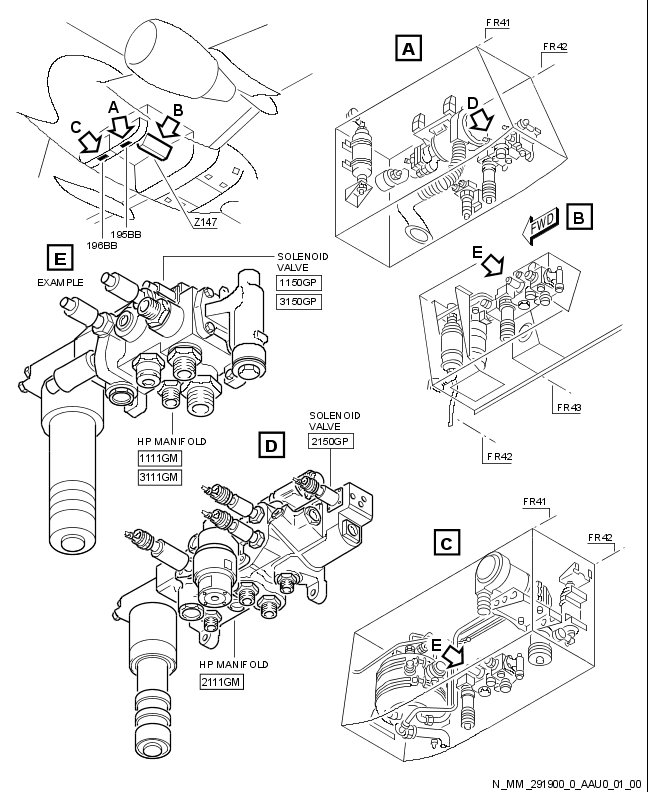 FR41
A
FR42
D
A
B
C
Z147
195BB
196BB
FWD
B
E
E
EXAMPLE
SOLENOID
VALVE
1150GP
3150GP
FR43
FR42
HP MANIFOLD
1111GM
3111GM
D
SOLENOID
VALVE
2150GP
FR41
FR42
C
E
HP MANIFOLD
2111GM
N_MM_291900_0_AAU0_01_00